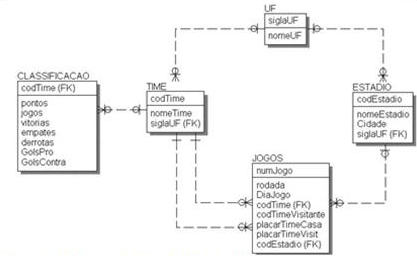 UF
siglaUF
nomeUF
CLASSIFICACAO
codTime (FK)
pontos
jogos
vitorias
empates
derrotas
GolsPro
GolsContra
TIME
codTime
nomeTime
siglaUF (FK)
ESTADIO
codEstadio
nomeEstadio
Cidade
siglaUF (FK)
JOGOS
numJogo
rodada
DiaJogo
codTime (FK)
codTimeVisitante
placarTimeCasa
placarTimeVisit
codEstadio (FK)